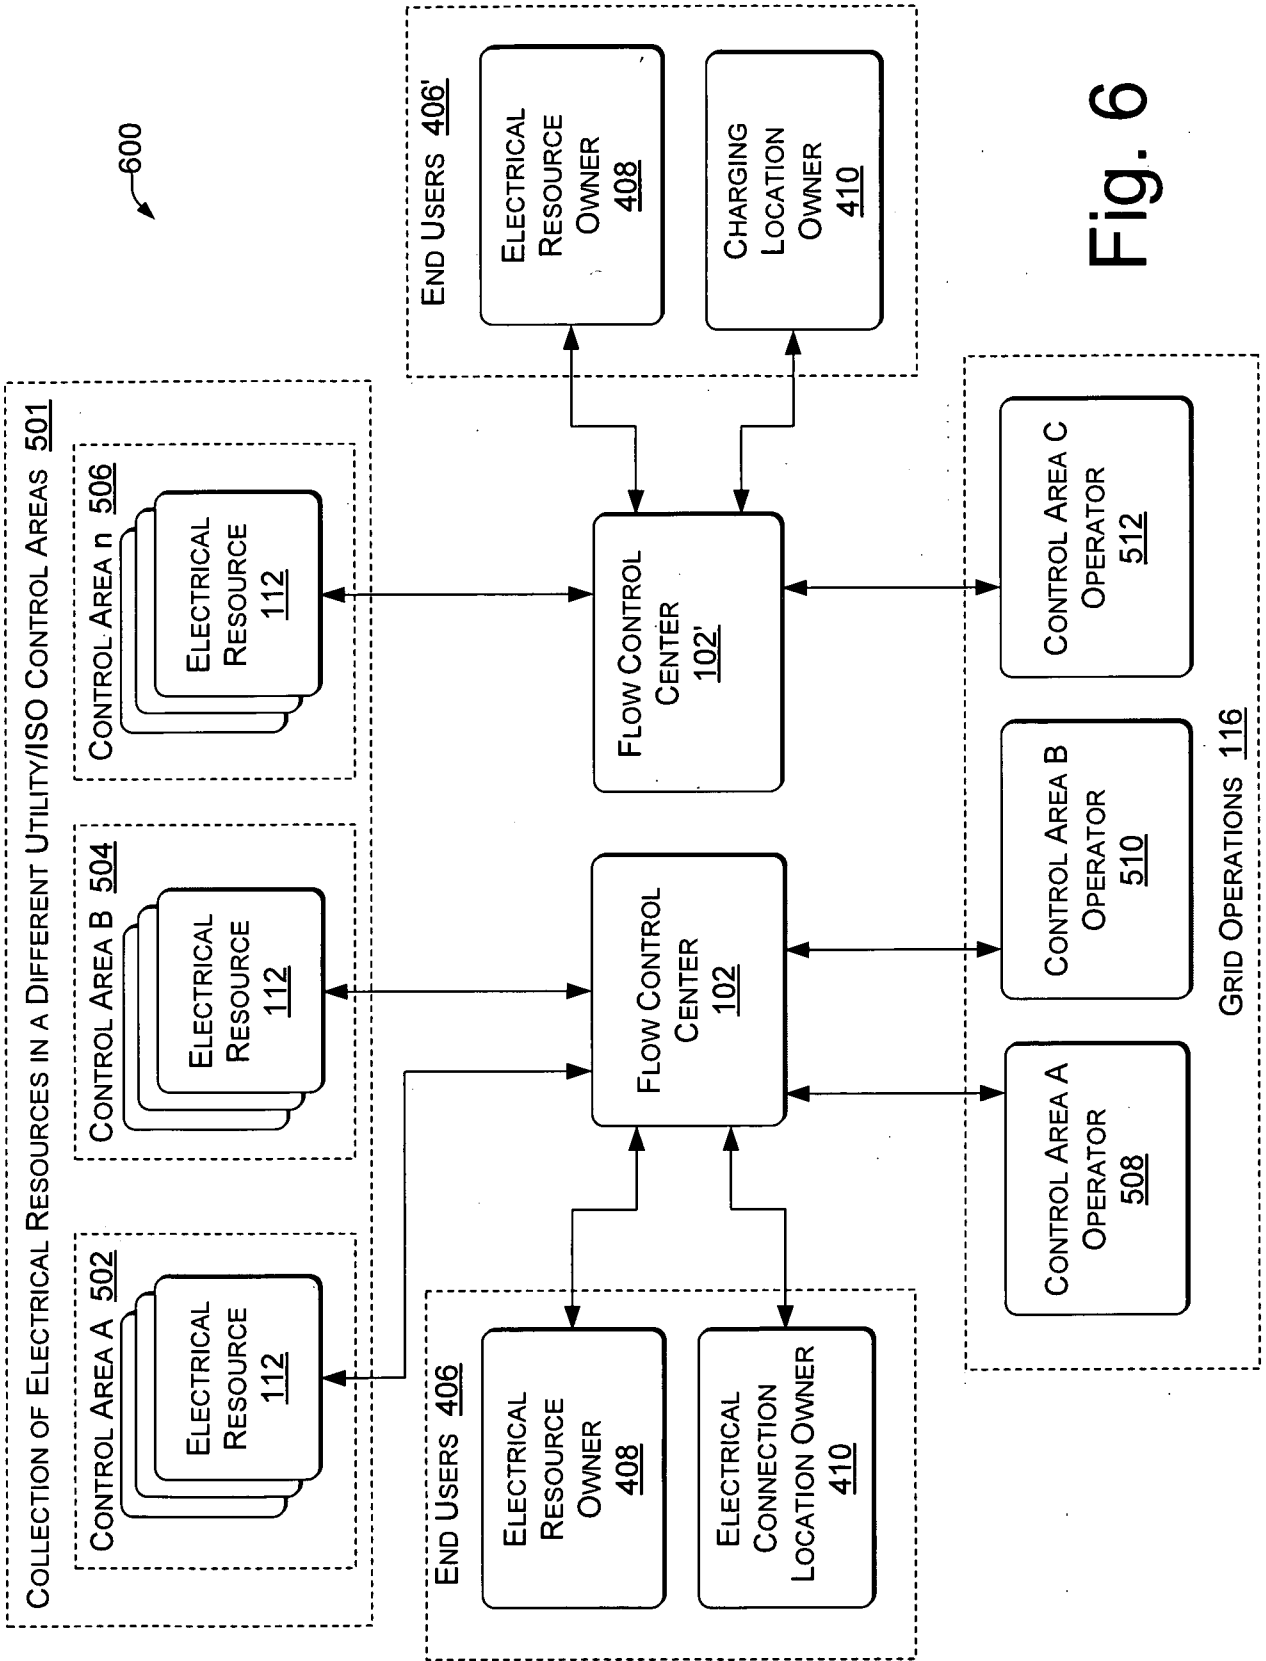 600
COLLECTION OF ELECTRICAL RESOURCES IN A DIFFERENT UTILITY/ISO CONTROL AREAS 501
CONTROL AREA A 502
ELECTRICAL
RESOURCE
112
CONTROL AREA B 504
ELECTRICAL
RESOURCE
112
CONTROL AREA n 506
ELECTRICAL
RESOURCE
112
END USERS 406
ELECTRICAL
RESOURCE
OWNER
408
ELECTRICAL
CONNECTION
LOCATION OWNER
410
FLOW CONTROL
CENTER
102
FLOW CONTROL
CENTER
102'
END USERS 406'
ELECTRICAL
RESOURCE
OWNER
408
CHARGING
LOCATION
OWNER
410
CONTROL AREA A
OPERATOR
508
CONTROL AREA B
OPERATOR
510
CONTROL AREA C
OPERATOR
512
GRID OPERATIONS 116
Fig. 6